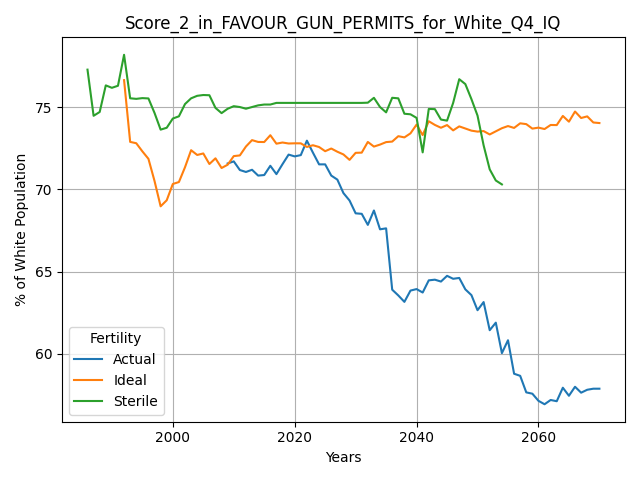 Score_2_in_FAVOUR_GUN_PERMITS_for_White_Q4_IQ
% of White Population
75
70
65
60
Fertility
Actual
Ideal
Sterile
2000
2020
2040
2060
Years